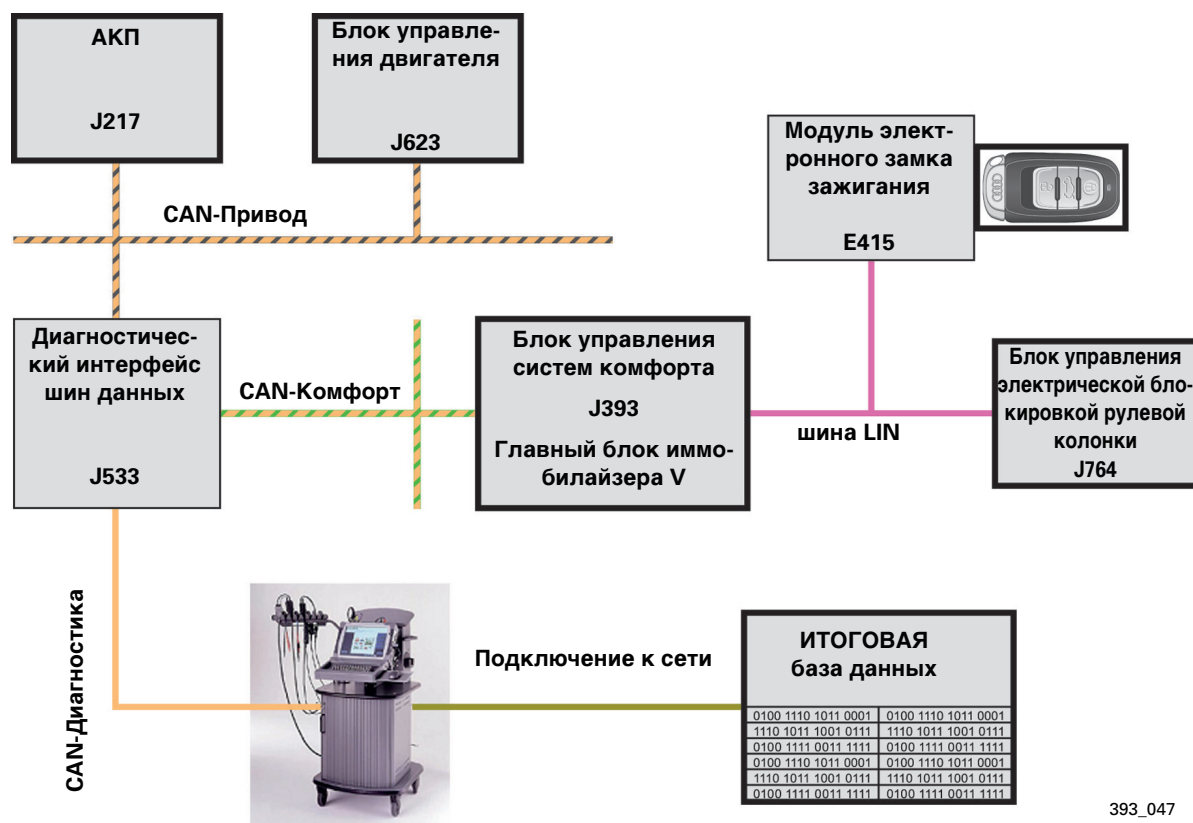 АКП
J217
Блок управле-
ния двигателя
J623
CAN-Привод
Модуль элект-
ронного замка
зажигания
E415
Диагностичес-
кий интерфейс
шин данных
J533
CAN-Комфорт
Блок управления
систем комфорта
J393
Главный блок иммо-
билайзера V
шина LIN
Блок управления
электрической бло-
кировкой рулевой
колонки
J764
CAN-Диагностика
Подключение к сети
ИТОГОВАЯ
база данных
0100 1110 1011 0001 0100 1110 1011 0001
1110 1011 1001 0111 1110 1011 1001 0111
0100 1111 0011 1111 0100 1111 0011 1111
0100 1110 1011 0001 0100 1110 1011 0001
1110 1011 1001 0111 1110 1011 1001 0111
0100 1111 0011 1111 0100 1111 0011 1111
393_047